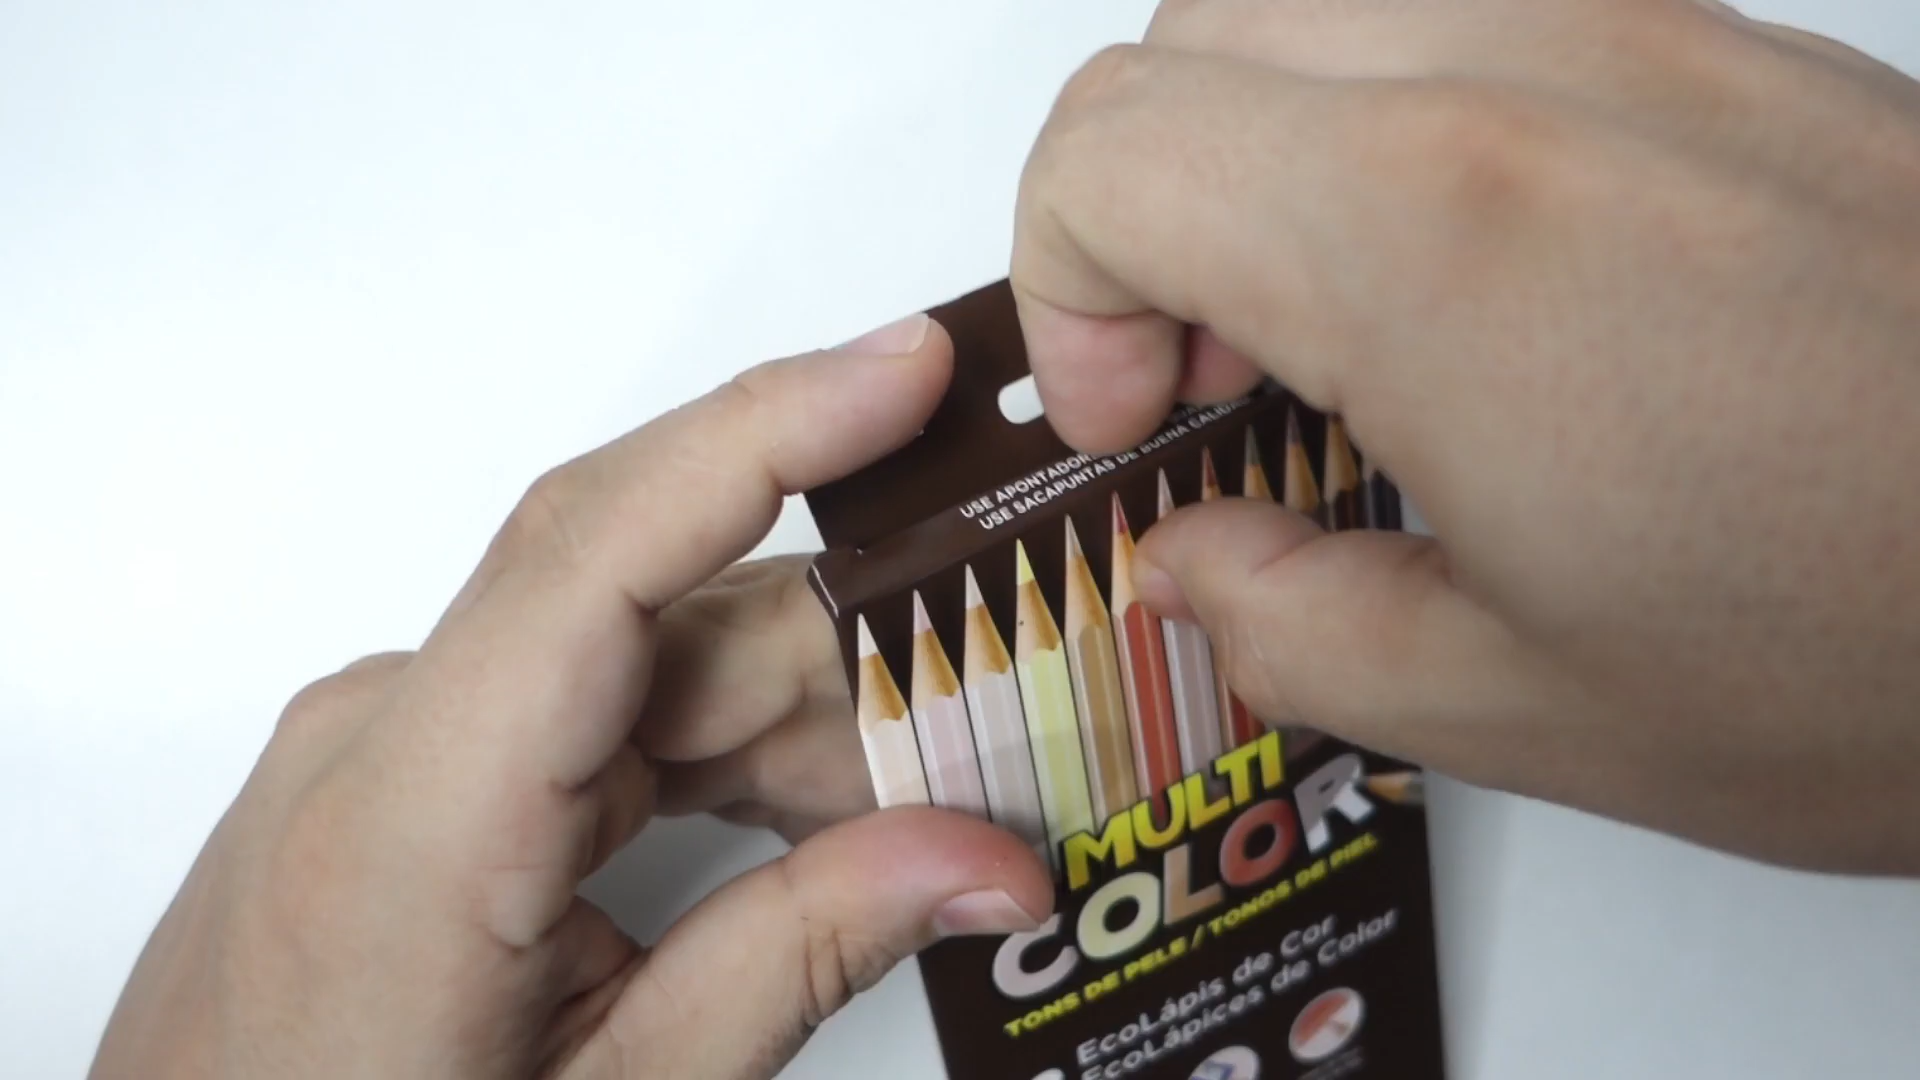 USE APONTADOR
USE SACAPUNTAS DE BUENA CALIDAD
MULTI
COLOR
TONS DE PELE / TONOS DE PIEL
EcoLápis de Cor
EcoLápices de Color